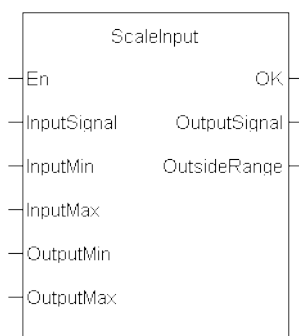 ScaleInput
En OK
InputSignal OutputSignal
InputMin OutsideRange
InputMax
OutputMin
OutputMax